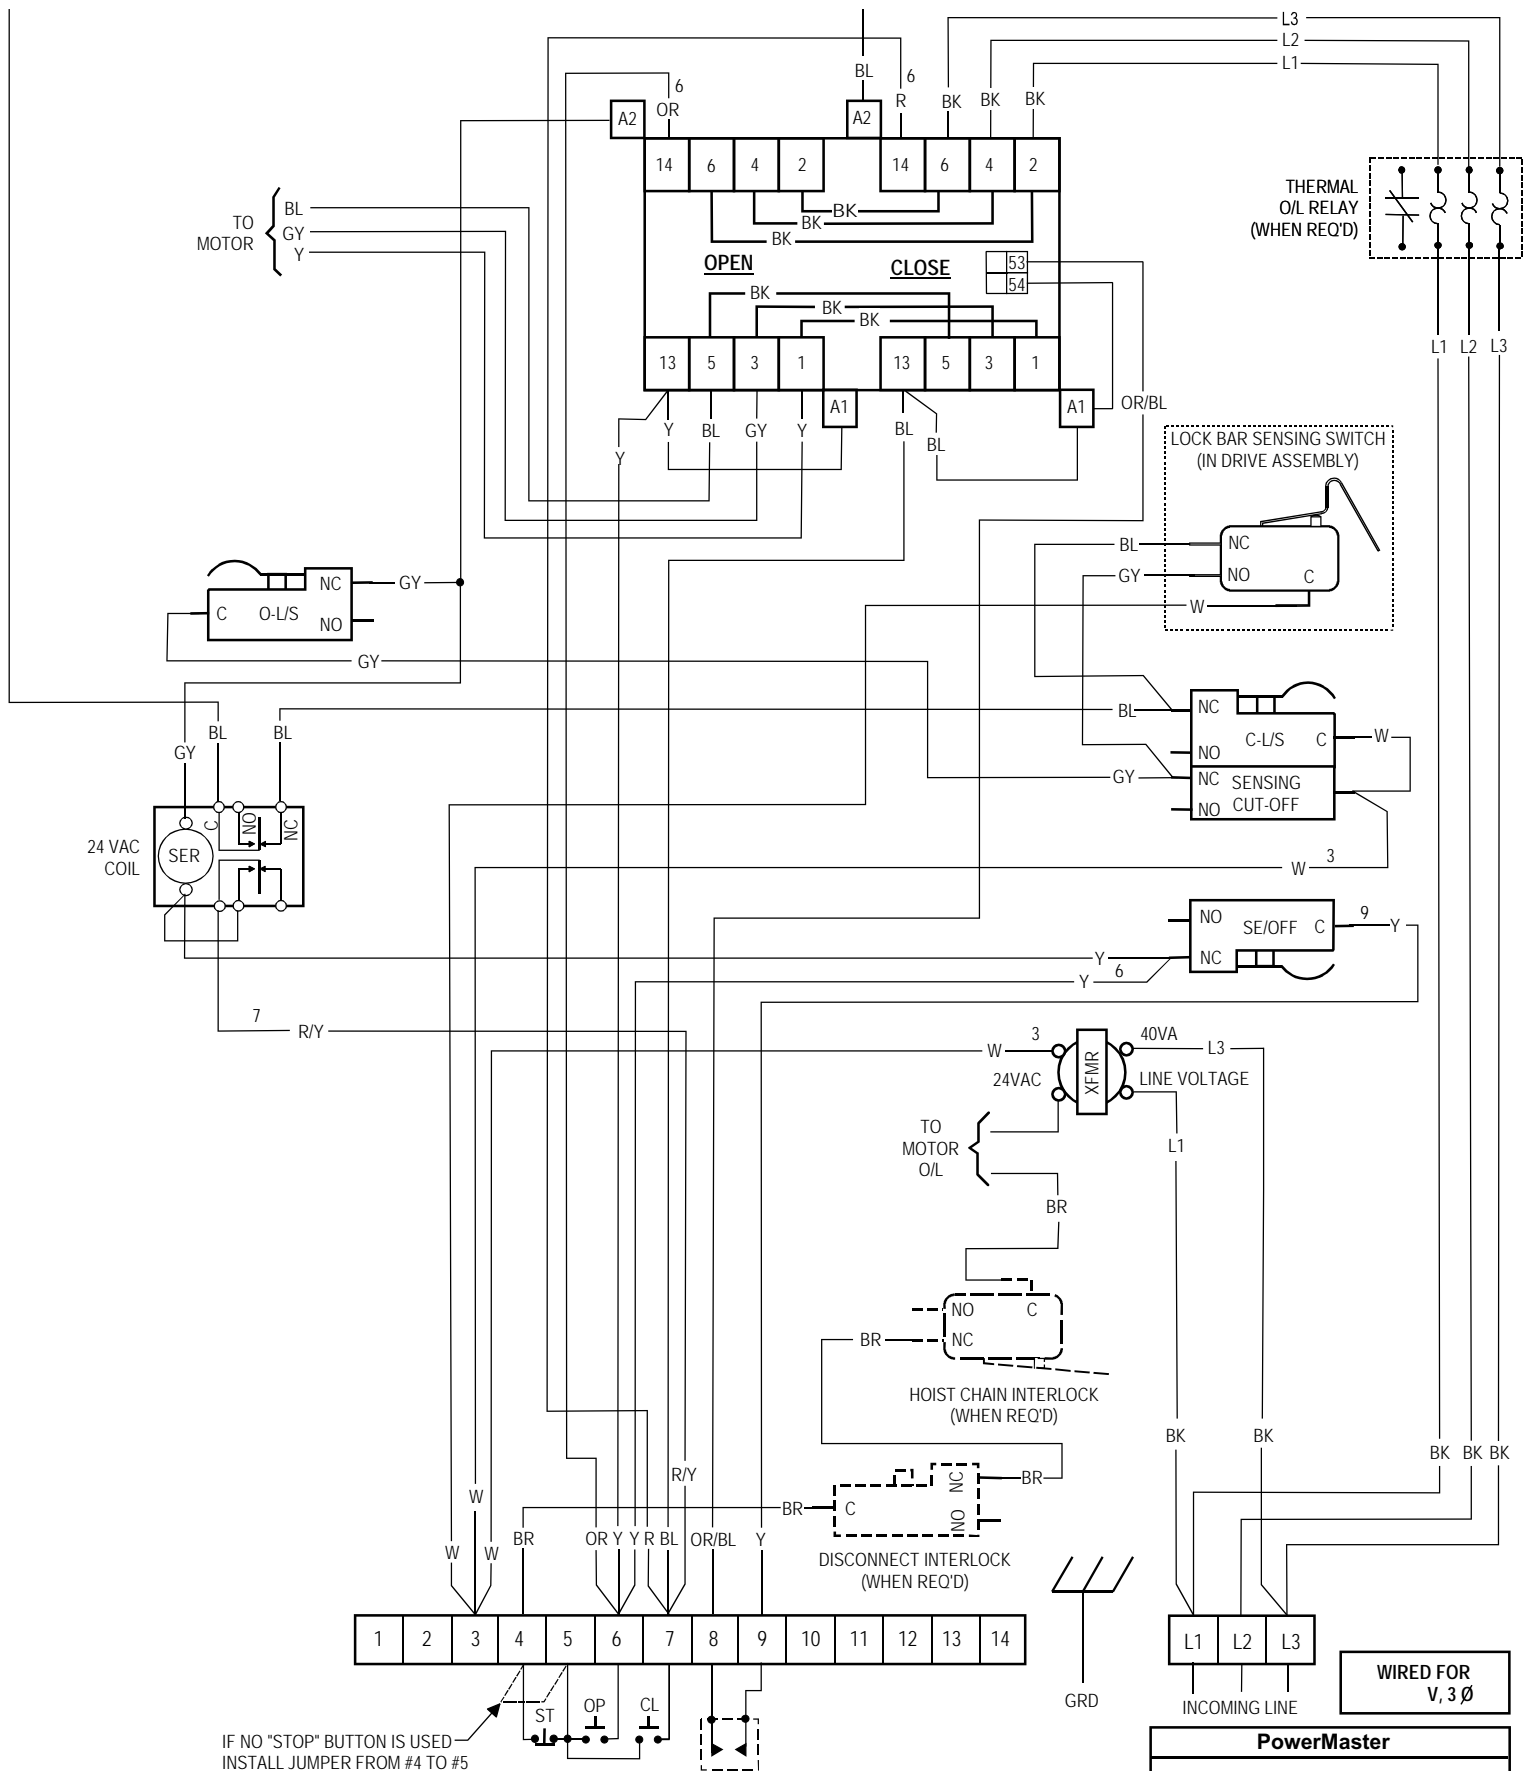 L3
L2
L1
6
OR
BL
6
R
BK
BK
BK
A2
A2
14
6
4
2
14
6
4
2
BK
BK
BK
THERMAL
O/L RELAY
(WHEN REQ'D)
TO
MOTOR
BL
GY
Y
OPEN
CLOSE
53
54
BK
BK
BK
13
5
3
1
13
5
3
1
L1
L2
L3
A1
A1
OR/BL
Y
Y
BL
GY
Y
BL
BL
LOCK BAR SENSING SWITCH
(IN DRIVE ASSEMBLY)
BL
NC
GY
NO
C
W
NC
GY
C
O-L/S
NO
GY
BL
NC
C-L/S
C
W
NO
GY
NC
SENSING
CUT-OFF
NO
GY
BL
BL
24 VAC
COIL
SER
C
NO
NC
W
3
NO
SE/OFF
C
9
Y
NC
Y
Y
6
7
R/Y
3
W
24VAC
XFMR
40VA
L3
LINE VOLTAGE
L1
TO
MOTOR
O/L
BR
NO
C
BR
NC
HOIST CHAIN INTERLOCK
(WHEN REQ'D)
BK
BK
BK
BK
BK
R/Y
W
BR
BR
C
NC
NO
BR
DISCONNECT INTERLOCK
(WHEN REQ'D)
W
W
BR
OR
Y
Y
R
BL
OR/BL
Y
1
2
3
4
5
6
7
8
9
10
11
12
13
14
L1
L2
L3
GRD
INCOMING LINE
WIRED FOR
V, 3 Ø
ST
OP
CL
IF NO "STOP" BUTTON IS USED
INSTALL JUMPER FROM #4 TO #5
PowerMaster